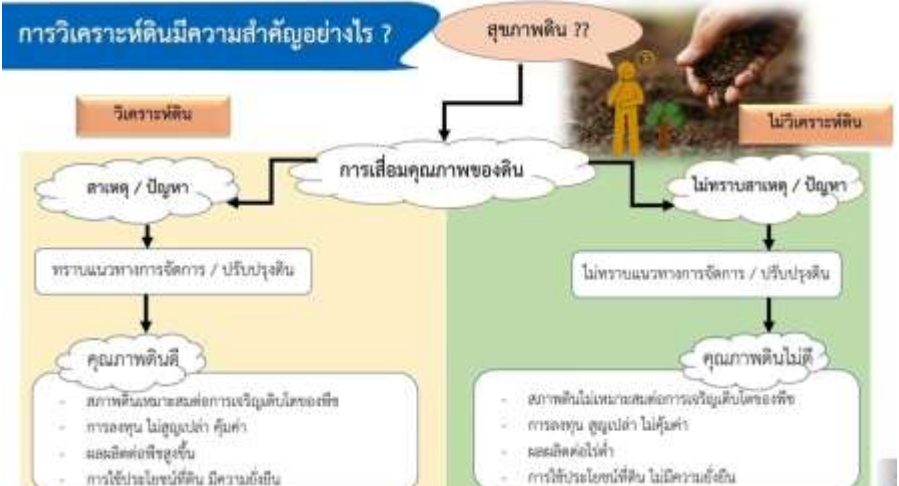 การวิเคราะห์ดินมีความสำคัญอย่างไร ?
สุขภาพดิน ??
วิเคราะห์ดิน
ไม่วิเคราะห์ดิน
การเสื่อมคุณภาพของดิน
สาเหตุ / ปัญหา
ไม่ทราบสาเหตุ / ปัญหา
ทราบแนวทางการจัดการ / ปรับปรุงดิน
ไม่ทราบแนวทางการจัดการ / ปรับปรุงดิน
คุณภาพดินดี
- สภาพดินเหมาะสมต่อการเจริญเติบโตของพืช
- การลงทุน ไม่สูญเปล่า คุ้มค่า
- ผลผลิตต่อพืชสูงขึ้น
- การใช้ประโยชน์ที่ดิน มีความยั่งยืน
คุณภาพดินไม่ดี
- สภาพดินไม่เหมาะสมต่อการเจริญเติบโตของพืช
- การลงทุน สูญเปล่า ไม่คุ้มค่า
- ผลผลิตต่อไร่ต่ำ
- การใช้ประโยชน์ที่ดิน ไม่มีความยั่งยืน